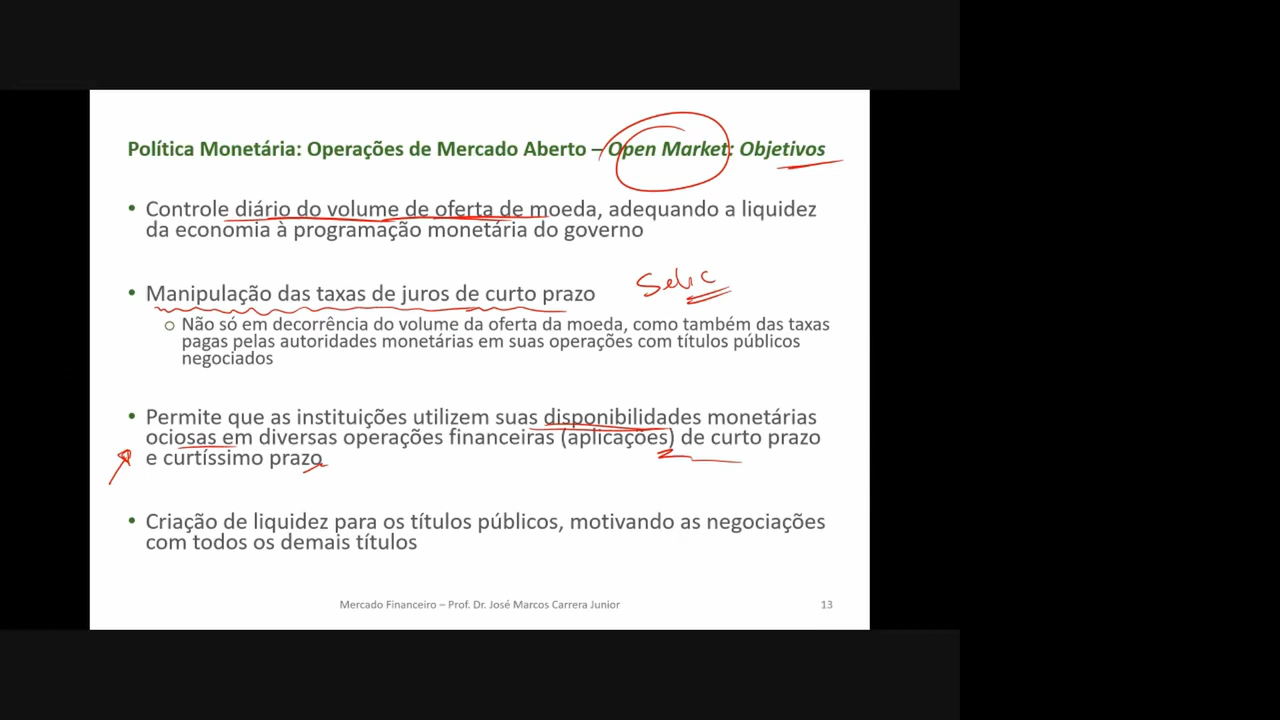 Política Monetária: Operações de Mercado Aberto – Open Market: Objetivos
• Controle diário do volume de oferta de moeda, adequando a liquidez
da economia à programação monetária do governo
Selic
• Manipulação das taxas de juros de curto prazo
o Não só em decorrência do volume da oferta da moeda, como também das taxas
pagas pelas autoridades monetárias em suas operações com títulos públicos
negociados
• Permite que as instituições utilizem suas disponibilidades monetárias
ociosas em diversas operações financeiras (aplicações) de curto prazo
e curtíssimo prazo
• Criação de liquidez para os títulos públicos, motivando as negociações
com todos os demais títulos
Mercado Financeiro – Prof. Dr. José Marcos Carrera Junior
13